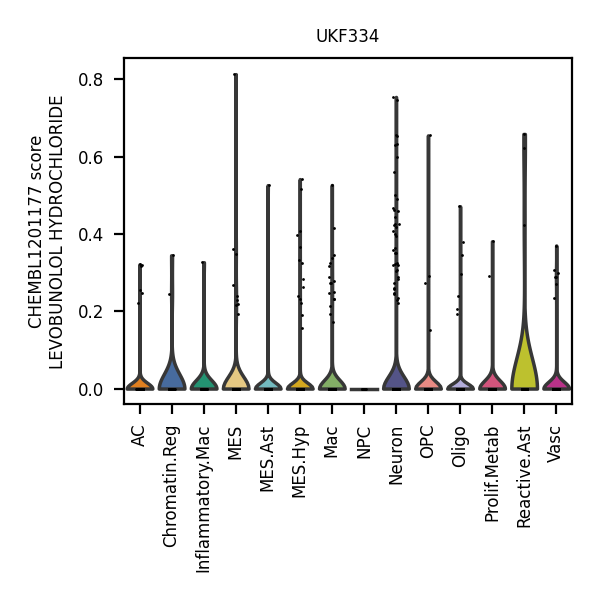 UKF334
CHEMBL1201177 score
LEVOBUNOLOL HYDROCHLORIDE
0.8
0.6
0.4
0.2
0.0
AC
Chromatin.Reg
Inflammatory.Mac
MES
MES.Ast
MES.Hyp
Mac
NPC
Neuron
OPC
Oligo
Prolif.Metab
Reactive.Ast
Vasc